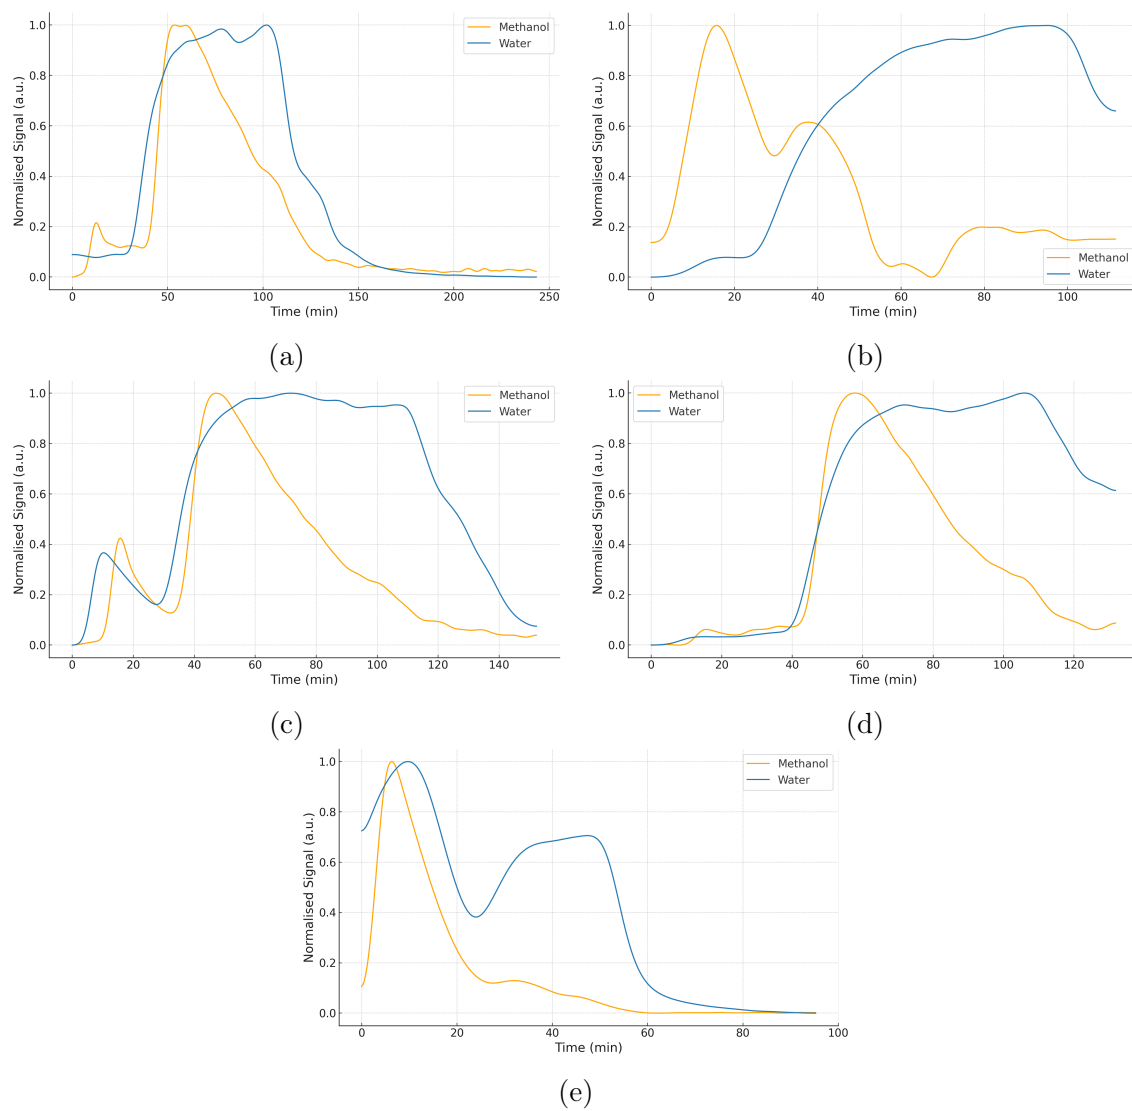 Normalised Signal (a.u.)
1.0
0.8
0.6
0.4
0.2
0.0
0 50 100 150 200 250
Time (min)
Methanol
Water
(a)
Normalised Signal (a.u.)
1.0
0.8
0.6
0.4
0.2
0.0
0 20 40 60 80 100
Time (min)
Methanol
Water
(b)
Normalised Signal (a.u.)
1.0
0.8
0.6
0.4
0.2
0.0
0 20 40 60 80 100 120 140
Time (min)
Methanol
Water
(c)
Normalised Signal (a.u.)
1.0
0.8
0.6
0.4
0.2
0.0
0 20 40 60 80 100 120
Time (min)
Methanol
Water
(d)
Normalised Signal (a.u.)
1.0
0.8
0.6
0.4
0.2
0.0
0 20 40 60 80 100
Time (min)
Methanol
Water
(e)